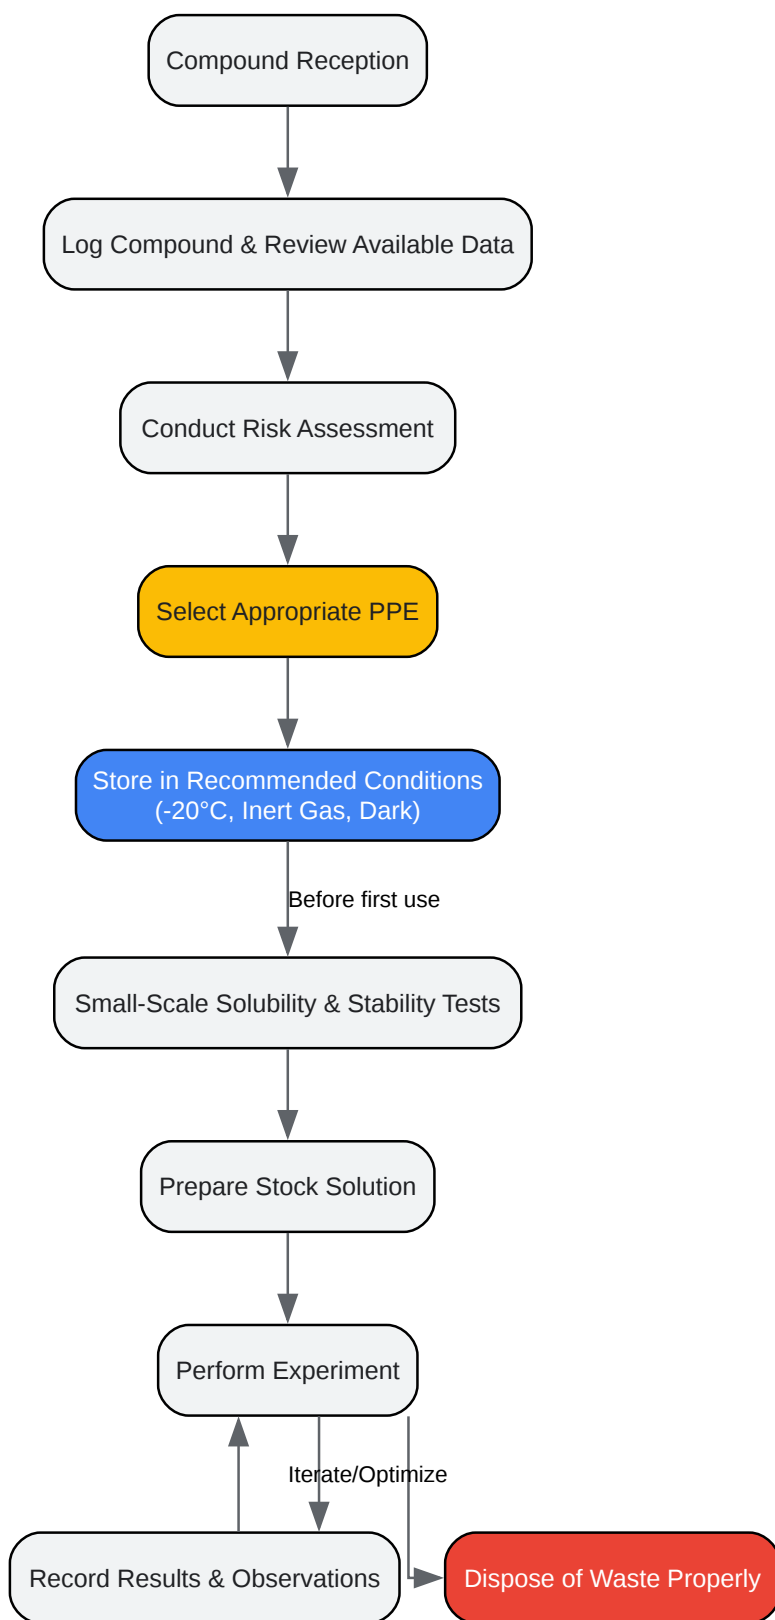 Compound Reception
Log Compound & Review Available Data
Conduct Risk Assessment
Select Appropriate PPE
Store in Recommended Conditions
(-20°C, Inert Gas, Dark)
Before first use
Small-Scale Solubility & Stability Tests
Prepare Stock Solution
Perform Experiment
Iterate/Optimize
Record Results & Observations
Dispose of Waste Properly